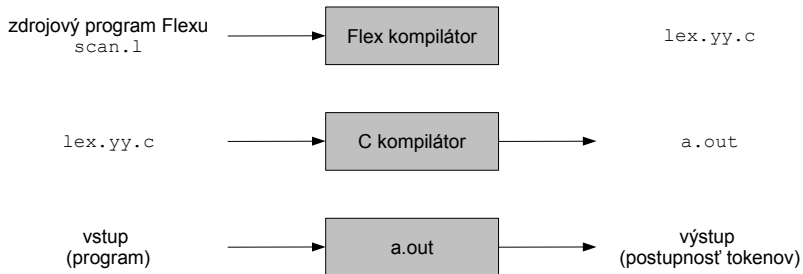 zdrojový program Flexu
scan.l
Flex kompilátor
lex.yy.c
lex.yy.c
C kompilátor
a.out
vstup
(program)
a.out
výstup
(postupnosť tokenov)